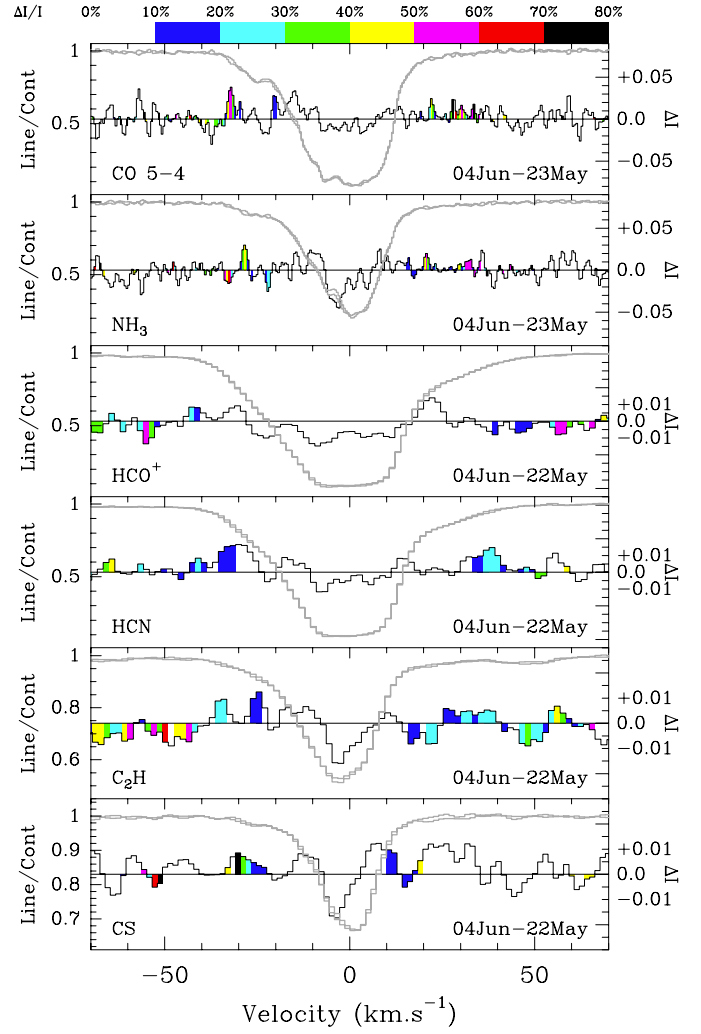 ΔI/I 0% 10% 20% 30% 40% 50% 60% 70% 80%
1
0.5
Line/Cont
+0.05
0.0
−0.05
ΔI
CO 5−4
04Jun−23May
1
0.5
Line/Cont
+0.05
0.0
−0.05
ΔI
NH₃
04Jun−23May
1
0.5
Line/Cont
+0.01
0.0
−0.01
ΔI
HCO⁺
04Jun−22May
1
0.5
Line/Cont
+0.01
0.0
−0.01
ΔI
HCN
04Jun−22May
1
0.8
0.6
Line/Cont
+0.01
0.0
−0.01
ΔI
C₂H
04Jun−22May
1
0.9
0.8
0.7
Line/Cont
+0.01
0.0
−0.01
ΔI
CS
04Jun−22May
−50 0 50
Velocity (km.s⁻¹)